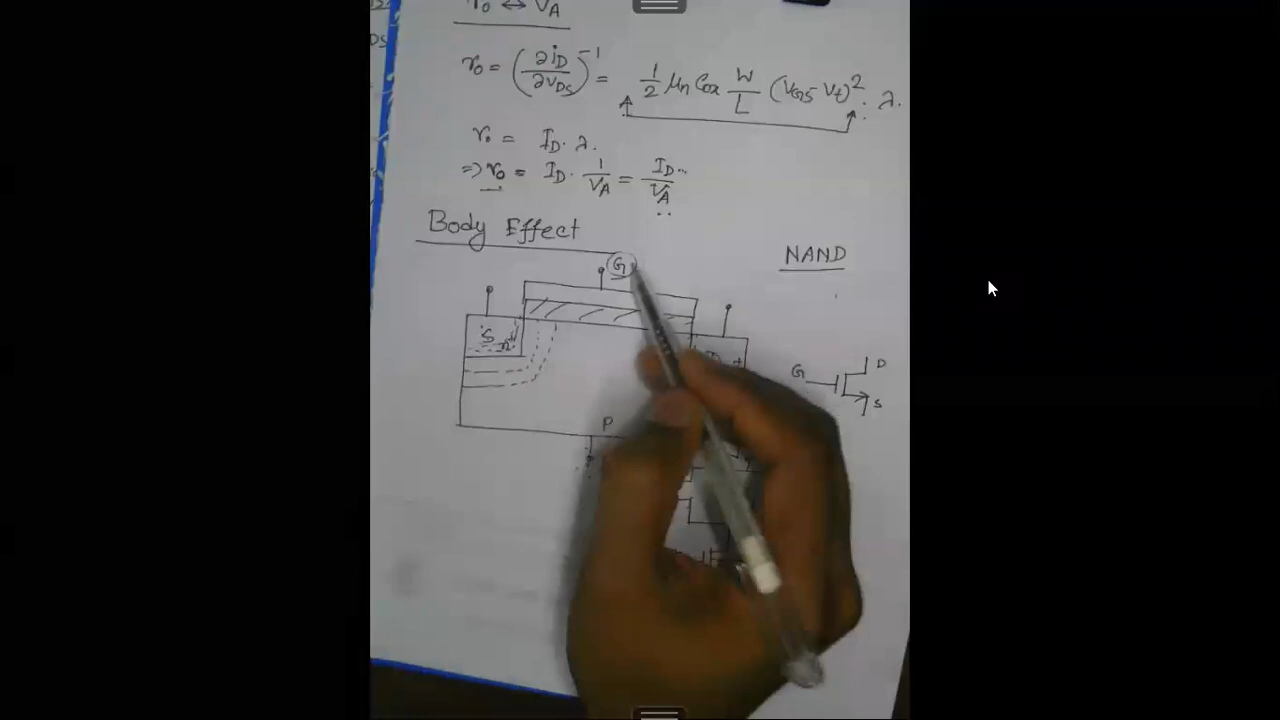 r₀ ↔ V_A
r₀ = (∂i_D/∂v_DS)⁻¹ = 1/2 μn Cox W/L (V_GS - V_t)² . λ.
r₀ = I_D . λ.
=> r₀ = I_D . 1/V_A = I_D/V_A
Body Effect
NAND
G
S
n⁺
P
G
D
S